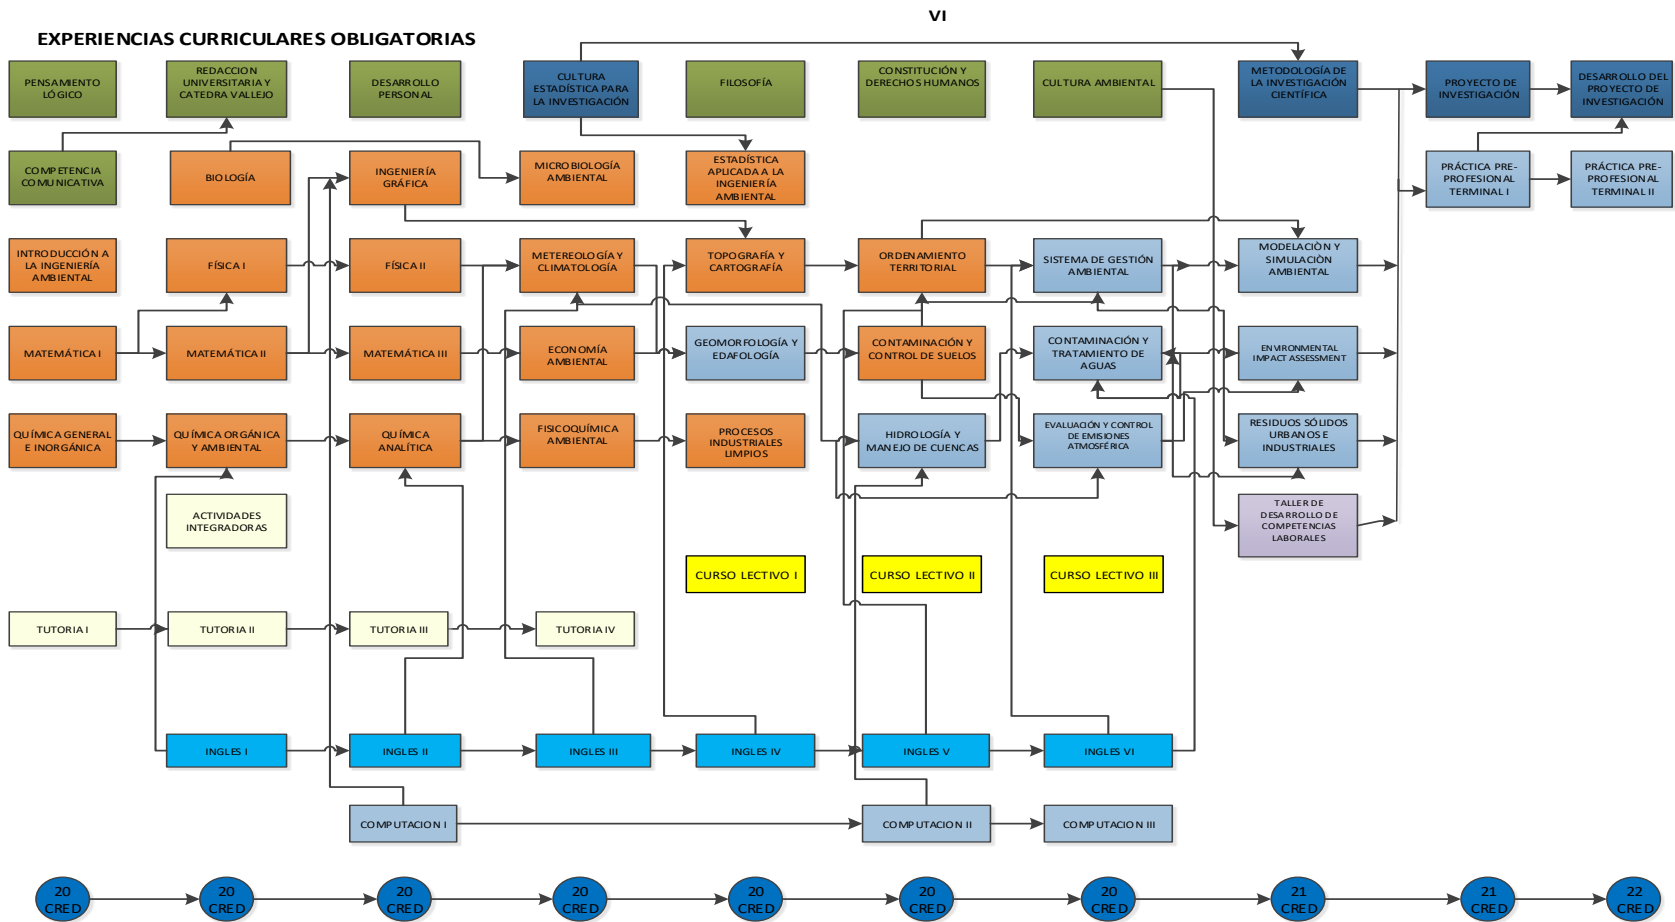 VI
EXPERIENCIAS CURRICULARES OBLIGATORIAS
PENSAMIENTO
LÓGICO
REDACCION
UNIVERSITARIA Y
CATEDRA VALLEJO
DESARROLLO
PERSONAL
CULTURA
ESTADÍSTICA PARA
LA INVESTIGACIÓN
FILOSOFÍA
CONSTITUCIÓN Y
DERECHOS HUMANOS
CULTURA AMBIENTAL
METODOLOGÍA DE
LA INVESTIGACIÓN
CIENTÍFICA
PROYECTO DE
INVESTIGACIÓN
DESARROLLO DEL
PROYECTO DE
INVESTIGACIÓN
COMPETENCIA
COMUNICATIVA
BIOLOGÍA
INGENIERÍA
GRÁFICA
MICROBIOLOGÍA
AMBIENTAL
ESTADÍSTICA
APLICADA A LA
INGENIERÍA
AMBIENTAL
PRÁCTICA PRE-
PROFESIONAL
TERMINAL I
PRÁCTICA PRE-
PROFESIONAL
TERMINAL II
INTRODUCCIÓN A
LA INGENIERÍA
AMBIENTAL
FÍSICA I
FÍSICA II
METEREOLOGÍA Y
CLIMATOLOGÍA
TOPOGRAFÍA Y
CARTOGRAFÍA
ORDENAMIENTO
TERRITORIAL
SISTEMA DE GESTIÓN
AMBIENTAL
MODELACIÒN Y
SIMULACIÒN
AMBIENTAL
MATEMÁTICA I
MATEMÁTICA II
MATEMÁTICA III
ECONOMÍA
AMBIENTAL
GEOMORFOLOGÍA Y
EDAFOLOGÍA
CONTAMINACIÓN Y
CONTROL DE SUELOS
CONTAMINACIÓN Y
TRATAMIENTO DE
AGUAS
ENVIRONMENTAL
IMPACT ASSESSMENT
QUÍMICA GENERAL
E INORGÁNICA
QUÍMICA ORGÁNICA
Y AMBIENTAL
QUÍMICA
ANALÍTICA
FISICOQUÍMICA
AMBIENTAL
PROCESOS
INDUSTRIALES
LIMPIOS
HIDROLOGÍA Y
MANEJO DE CUENCAS
EVALUACIÓN Y CONTROL
DE EMISIONES
ATMOSFÉRICA
RESIDUOS SÓLIDOS
URBANOS E
INDUSTRIALES
ACTIVIDADES
INTEGRADORAS
TALLER DE
DESARROLLO DE
COMPETENCIAS
LABORALES
CURSO LECTIVO I
CURSO LECTIVO II
CURSO LECTIVO III
TUTORIA I
TUTORIA II
TUTORIA III
TUTORIA IV
INGLES I
INGLES II
INGLES III
INGLES IV
INGLES V
INGLES VI
COMPUTACION I
COMPUTACION II
COMPUTACION III
20
CRED
20
CRED
20
CRED
20
CRED
20
CRED
20
CRED
20
CRED
21
CRED
21
CRED
22
CRED